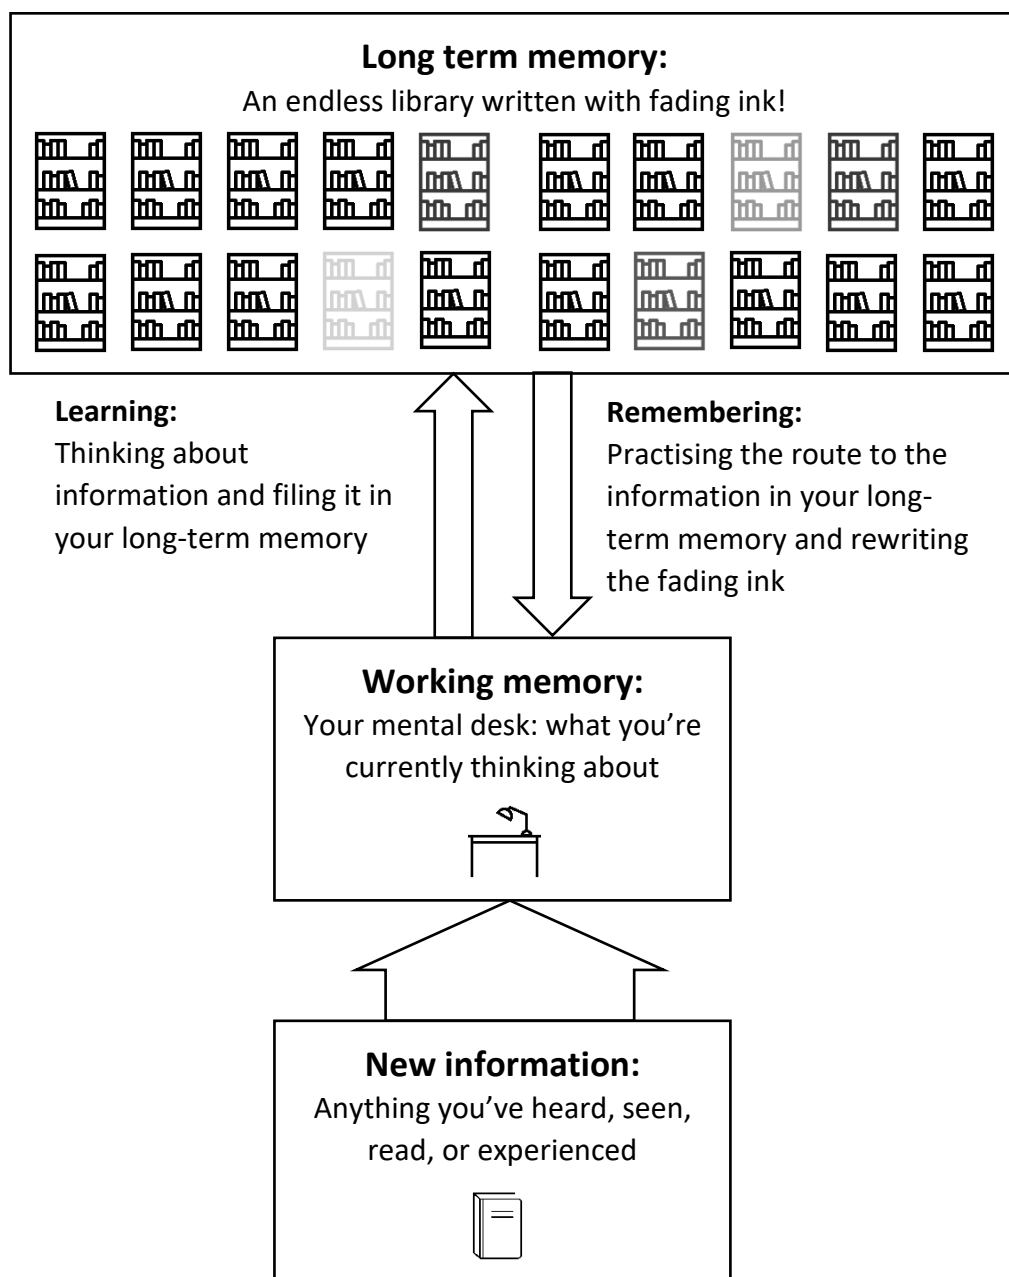 Long term memory:
An endless library written with fading ink!
Learning:
Thinking about
information and filing it in
your long-term memory
Remembering:
Practising the route to the
information in your long-
term memory and rewriting
the fading ink
Working memory:
Your mental desk: what you’re
currently thinking about
New information:
Anything you’ve heard, seen,
read, or experienced